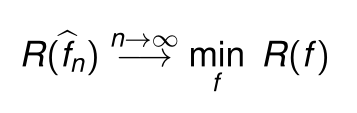 R(f̂ₙ) n→∞⟶ min_f R(f)